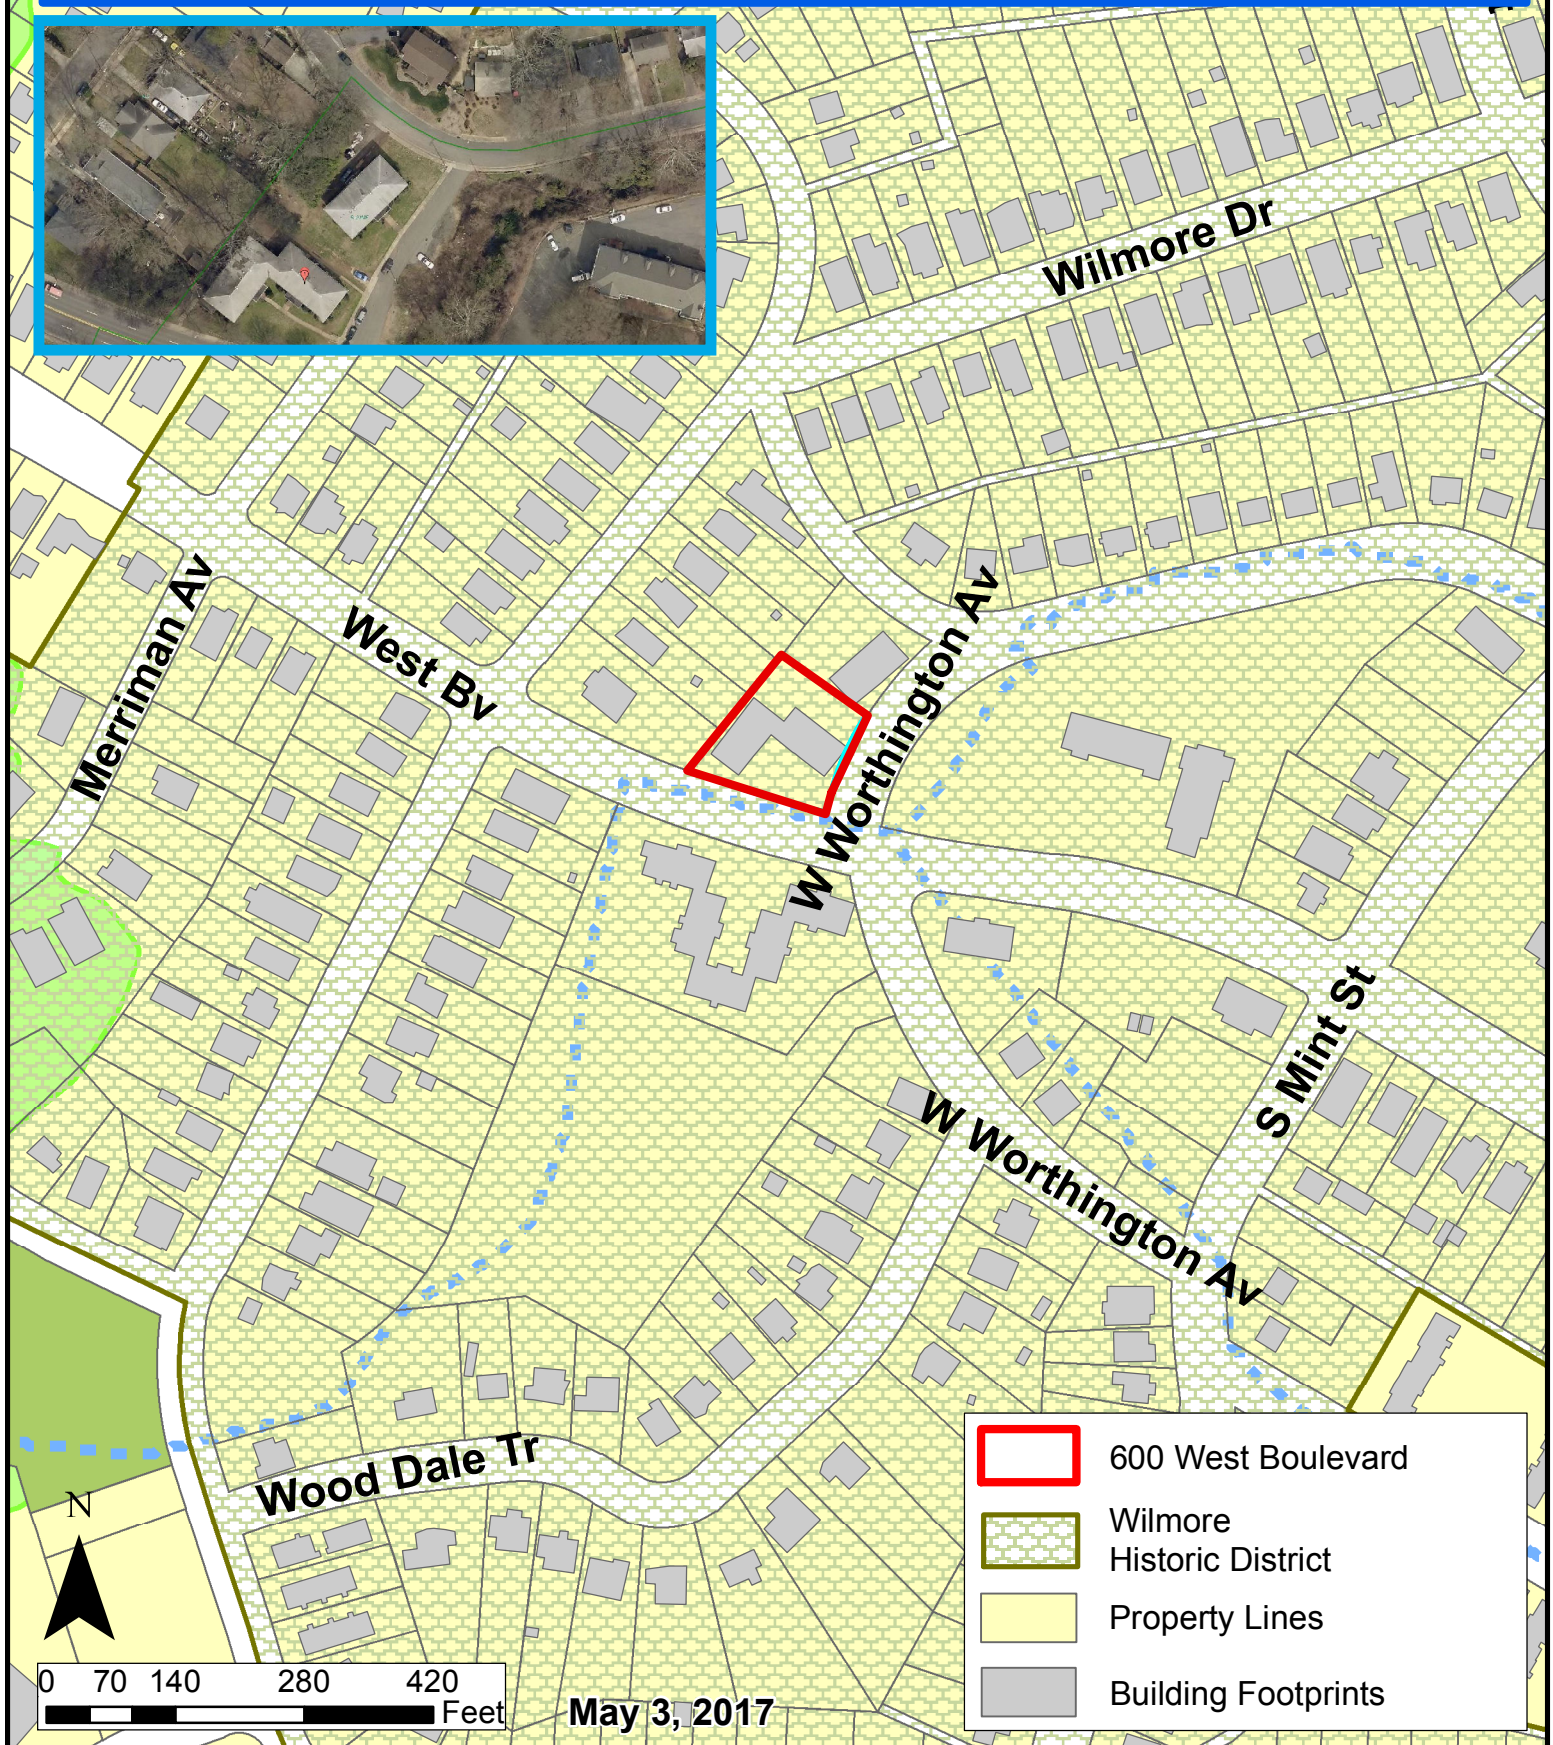 Wilmore Dr
W Worthington Av
West Bv
Merriman Av
S Mint St
W Worthington Av
Wood Dale Tr
600 West Boulevard
Wilmore
Historic District
Property Lines
Building Footprints
N
0 70 140 280 420
Feet
May 3, 2017